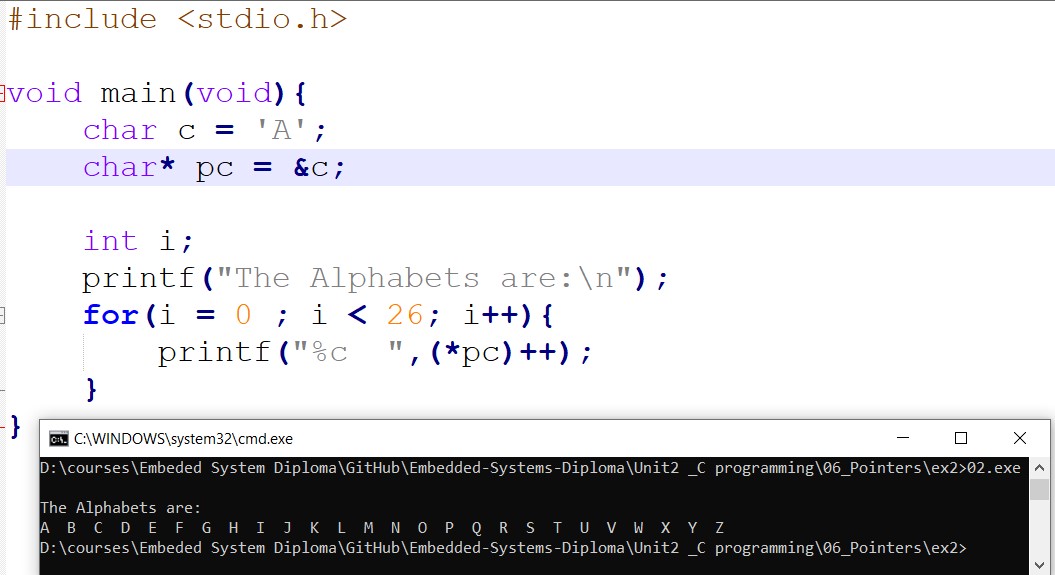 #include <stdio.h>
void main(void){
char c = 'A';
char* pc = &c;
int i;
printf("The Alphabets are:\n");
for(i = 0 ; i < 26; i++){
printf("%c  ",(*pc)++);
}
}
C:\WINDOWS\system32\cmd.exe
D:\courses\Embeded System Diploma\GitHub\Embedded-Systems-Diploma\Unit2 _C programming\06_Pointers\ex2>02.exe
The Alphabets are:
A  B  C  D  E  F  G  H  I  J  K  L  M  N  O  P  Q  R  S  T  U  V  W  X  Y  Z
D:\courses\Embeded System Diploma\GitHub\Embedded-Systems-Diploma\Unit2 _C programming\06_Pointers\ex2>